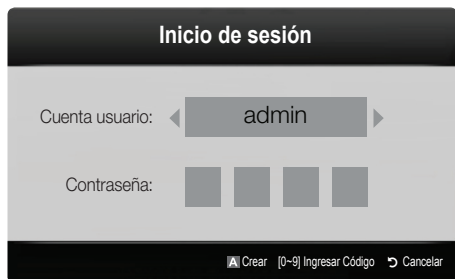 Inicio de sesión
Cuenta usuario: admin
Contraseña:
A Crear [0~9] Ingresar Código Cancelar